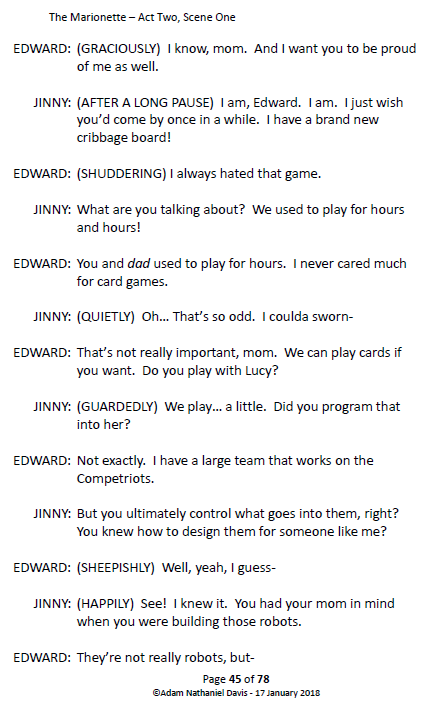 The Marionette – Act Two, Scene One
EDWARD: (GRACIOUSLY) I know, mom. And I want you to be proud
of me as well.
JINNY: (AFTER A LONG PAUSE) I am, Edward. I am. I just wish
you’d come by once in a while. I have a brand new
cribbage board!
EDWARD: (SHUDDERING) I always hated that game.
JINNY: What are you talking about? We used to play for hours
and hours!
EDWARD: You and dad used to play for hours. I never cared much
for card games.
JINNY: (QUIETLY) Oh… That’s so odd. I coulda sworn-
EDWARD: That’s not really important, mom. We can play cards if
you want. Do you play with Lucy?
JINNY: (GUARDEDLY) We play… a little. Did you program that
into her?
EDWARD: Not exactly. I have a large team that works on the
Competriots.
JINNY: But you ultimately control what goes into them, right?
You knew how to design them for someone like me?
EDWARD: (SHEEPISHLY) Well, yeah, I guess-
JINNY: (HAPPILY) See! I knew it. You had your mom in mind
when you were building those robots.
EDWARD: They’re not really robots, but-
Page 45 of 78
©Adam Nathaniel Davis - 17 January 2018